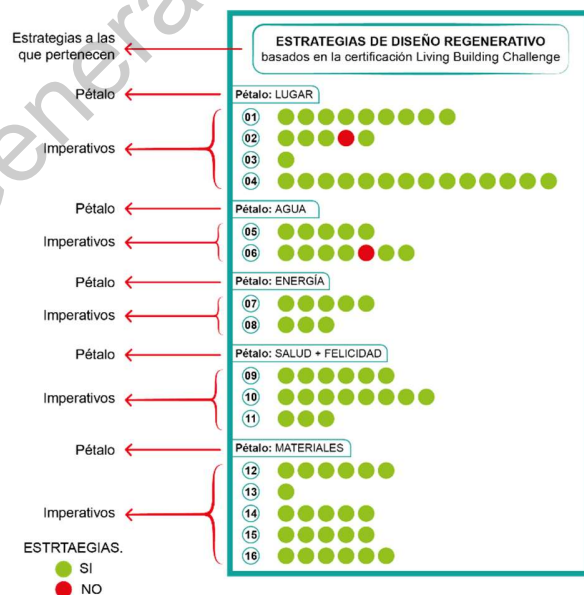 Estrategias a las
que pertenecen
ESTRATEGIAS DE DISEÑO REGENERATIVO
basados en la certificación Living Building Challenge
Pétalo
Pétalo: LUGAR
Imperativos
01
02
03
04
Pétalo
Pétalo: AGUA
Imperativos
05
06
Pétalo
Pétalo: ENERGÍA
Imperativos
07
08
Pétalo
Pétalo: SALUD + FELICIDAD
Imperativos
09
10
11
Pétalo
Pétalo: MATERIALES
Imperativos
12
13
14
15
16
ESTRTAEGIAS.
SI
NO